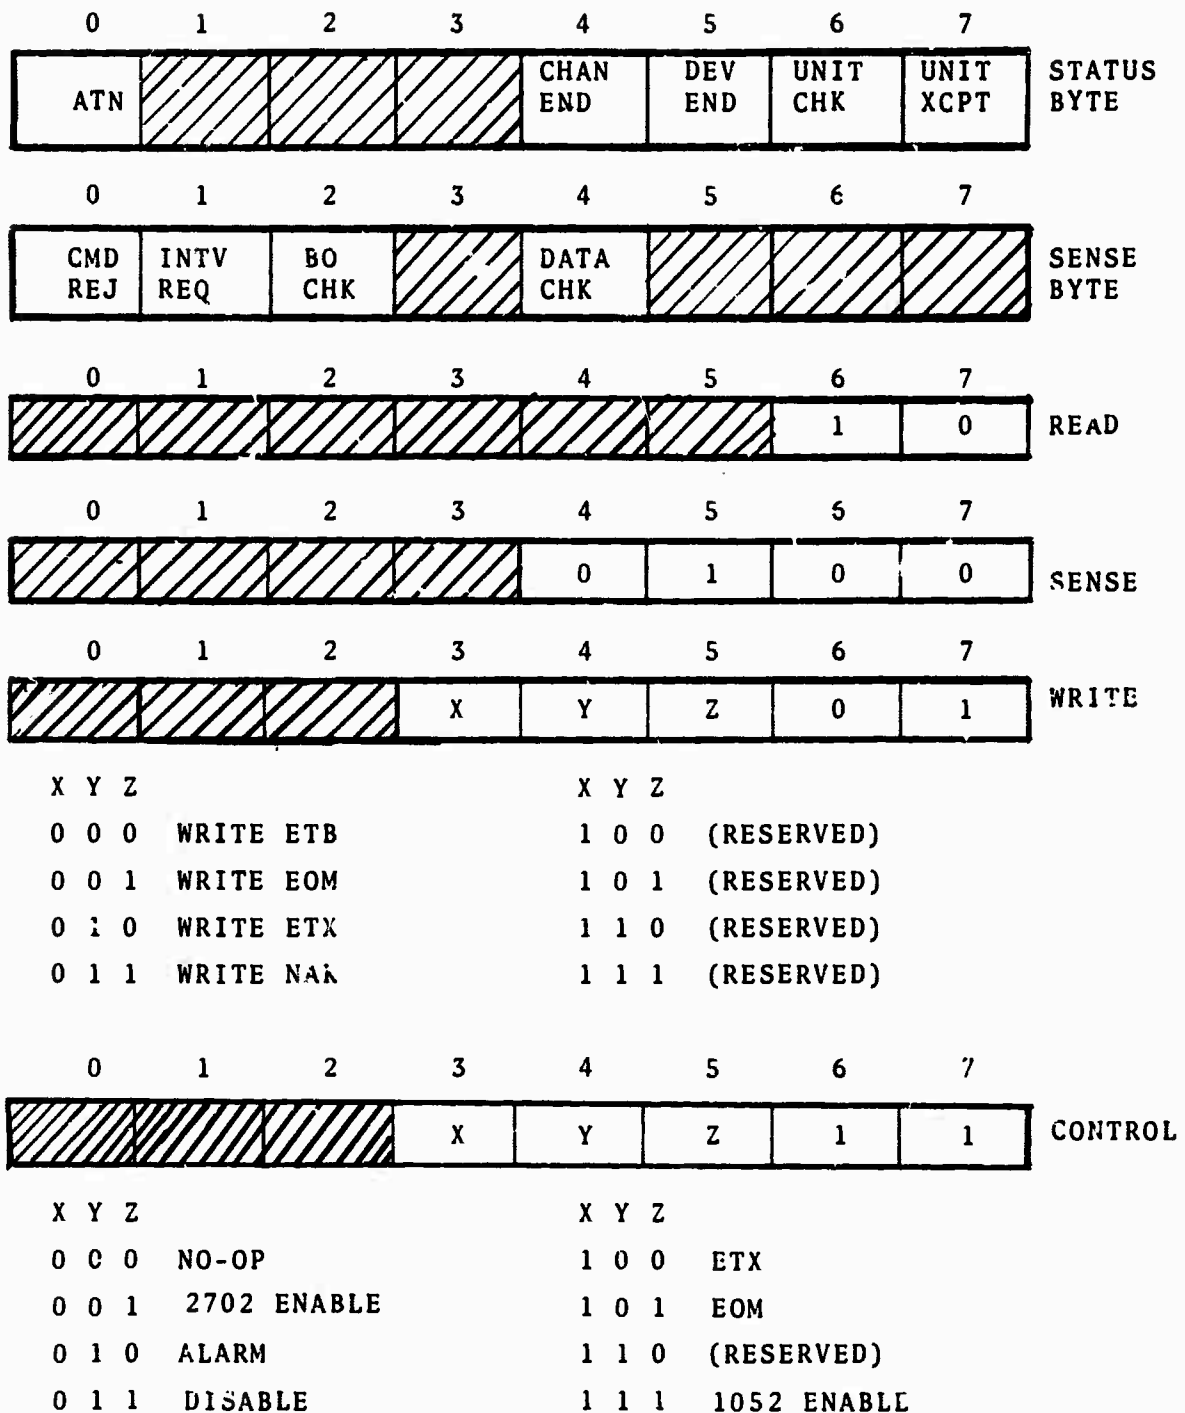 0 1 2 3 4 5 6 7
ATN CHAN END DEV END UNIT CHK UNIT XCPT STATUS BYTE
0 1 2 3 4 5 6 7
CMD REJ INTV REQ BO CHK DATA CHK SENSE BYTE
0 1 2 3 4 5 6 7
1 0 READ
0 1 2 3 4 5 6 7
0 1 0 0 SENSE
0 1 2 3 4 5 6 7
X Y Z 0 1 WRITE
X Y Z X Y Z
0 0 0 WRITE ETB 1 0 0 (RESERVED)
0 0 1 WRITE EOM 1 0 1 (RESERVED)
0 1 0 WRITE ETX 1 1 0 (RESERVED)
0 1 1 WRITE NAK 1 1 1 (RESERVED)
0 1 2 3 4 5 6 7
X Y Z 1 1 CONTROL
X Y Z X Y Z
0 0 0 NO-OP 1 0 0 ETX
0 0 1 2702 ENABLE 1 0 1 EOM
0 1 0 ALARM 1 1 0 (RESERVED)
0 1 1 DISABLE 1 1 1 1052 ENABLE